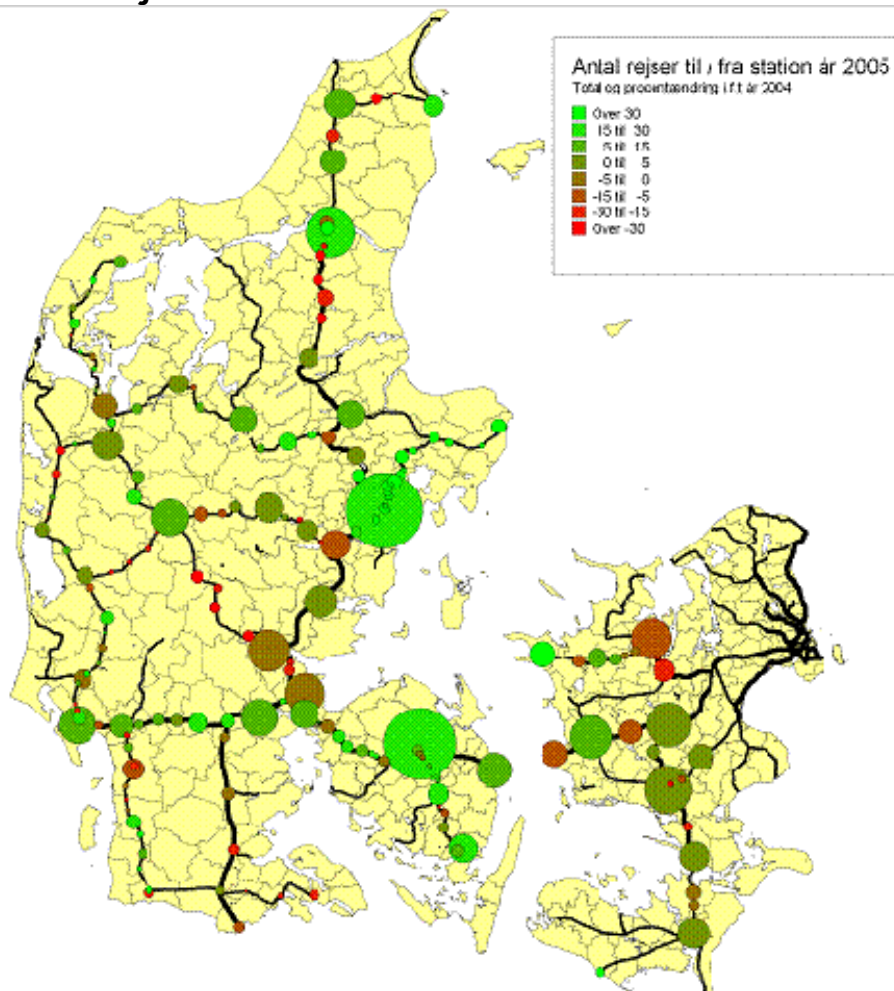 Antal rejser til / fra station år 2005
Total og procentændring i.f.t år 2004
Over 30
15 til 30
5 til 15
0 til 5
-5 til 0
-15 til -5
-30 til -15
Over -30